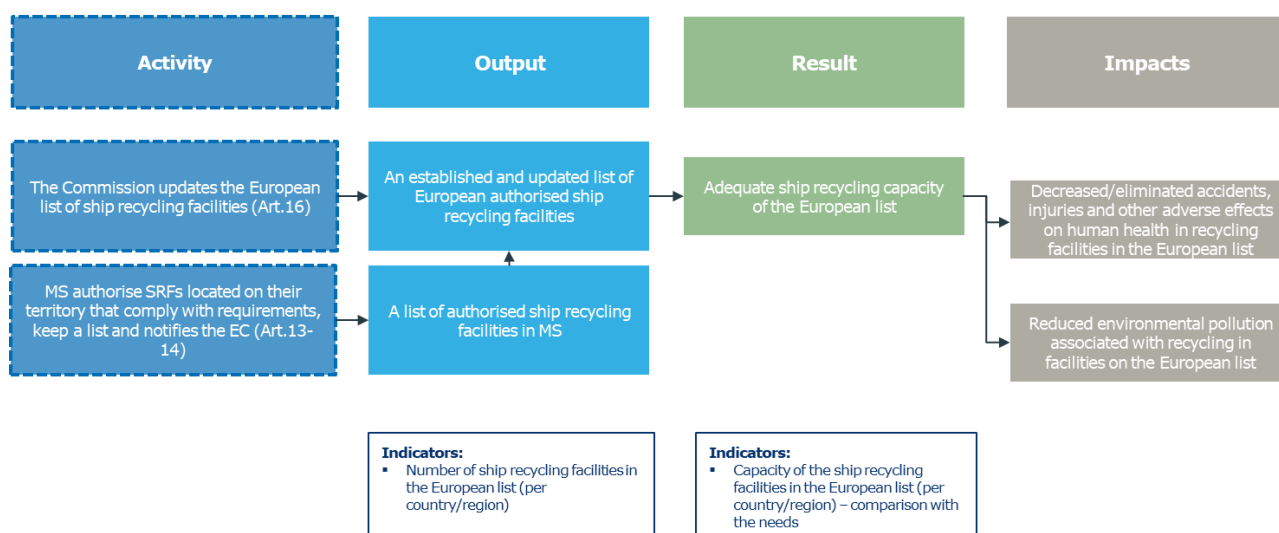 Activity
Output
Result
Impacts
The Commission updates the European
list of ship recycling facilities (Art.16)
An established and updated list of
European authorised ship
recycling facilities
Adequate ship recycling capacity
of the European list
Decreased/eliminated accidents,
injuries and other adverse effects
on human health in recycling
facilities in the European list
MS authorise SRFs located on their
territory that comply with requirements,
keep a list and notifies the EC (Art.13-
14)
A list of authorised ship recycling
facilities in MS
Reduced environmental pollution
associated with recycling in
facilities on the European list
Indicators:
▪ Number of ship recycling facilities in
the European list (per
country/region)
Indicators:
▪ Capacity of the ship recycling
facilities in the European list (per
country/region) – comparison with
the needs